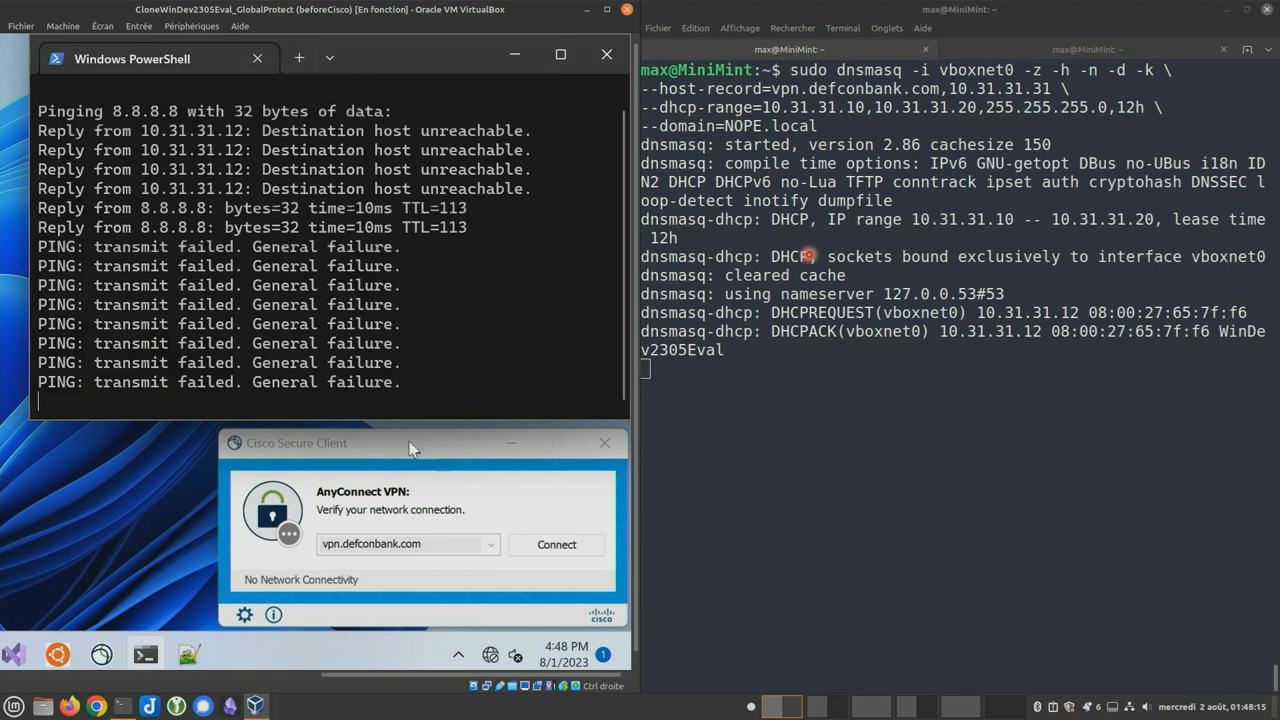 CloneWinDev2305Eval_GlobalProtect (beforeCisco) [En fonction] - Oracle VM VirtualBox
Fichier Machine Écran Entrée Périphériques Aide
Windows PowerShell
Pinging 8.8.8.8 with 32 bytes of data:
Reply from 10.31.31.12: Destination host unreachable.
Reply from 10.31.31.12: Destination host unreachable.
Reply from 10.31.31.12: Destination host unreachable.
Reply from 10.31.31.12: Destination host unreachable.
Reply from 8.8.8.8: bytes=32 time=10ms TTL=113
Reply from 8.8.8.8: bytes=32 time=10ms TTL=113
PING: transmit failed. General failure.
PING: transmit failed. General failure.
PING: transmit failed. General failure.
PING: transmit failed. General failure.
PING: transmit failed. General failure.
PING: transmit failed. General failure.
PING: transmit failed. General failure.
PING: transmit failed. General failure.
Cisco Secure Client
AnyConnect VPN:
Verify your network connection.
vpn.defconbank.com
Connect
No Network Connectivity
cisco
4:48 PM
8/1/2023
1
Ctrl droite
max@MiniMint: ~
Fichier Édition Affichage Rechercher Terminal Onglets Aide
max@MiniMint: ~
max@MiniMint: ~
max@MiniMint:~$ sudo dnsmasq -i vboxnet0 -z -h -n -d -k \
--host-record=vpn.defconbank.com,10.31.31.31 \
--dhcp-range=10.31.31.10,10.31.31.20,255.255.255.0,12h \
--domain=NOPE.local
dnsmasq: started, version 2.86 cachesize 150
dnsmasq: compile time options: IPv6 GNU-getopt DBus no-UBus i18n ID
N2 DHCP DHCPv6 no-Lua TFTP conntrack ipset auth cryptohash DNSSEC l
oop-detect inotify dumpfile
dnsmasq-dhcp: DHCP, IP range 10.31.31.10 -- 10.31.31.20, lease time
12h
dnsmasq-dhcp: DHCP, sockets bound exclusively to interface vboxnet0
dnsmasq: cleared cache
dnsmasq: using nameserver 127.0.0.53#53
dnsmasq-dhcp: DHCPREQUEST(vboxnet0) 10.31.31.12 08:00:27:65:7f:f6
dnsmasq-dhcp: DHCPACK(vboxnet0) 10.31.31.12 08:00:27:65:7f:f6 WinDe
v2305Eval
6
mercredi 2 août, 01:48:15